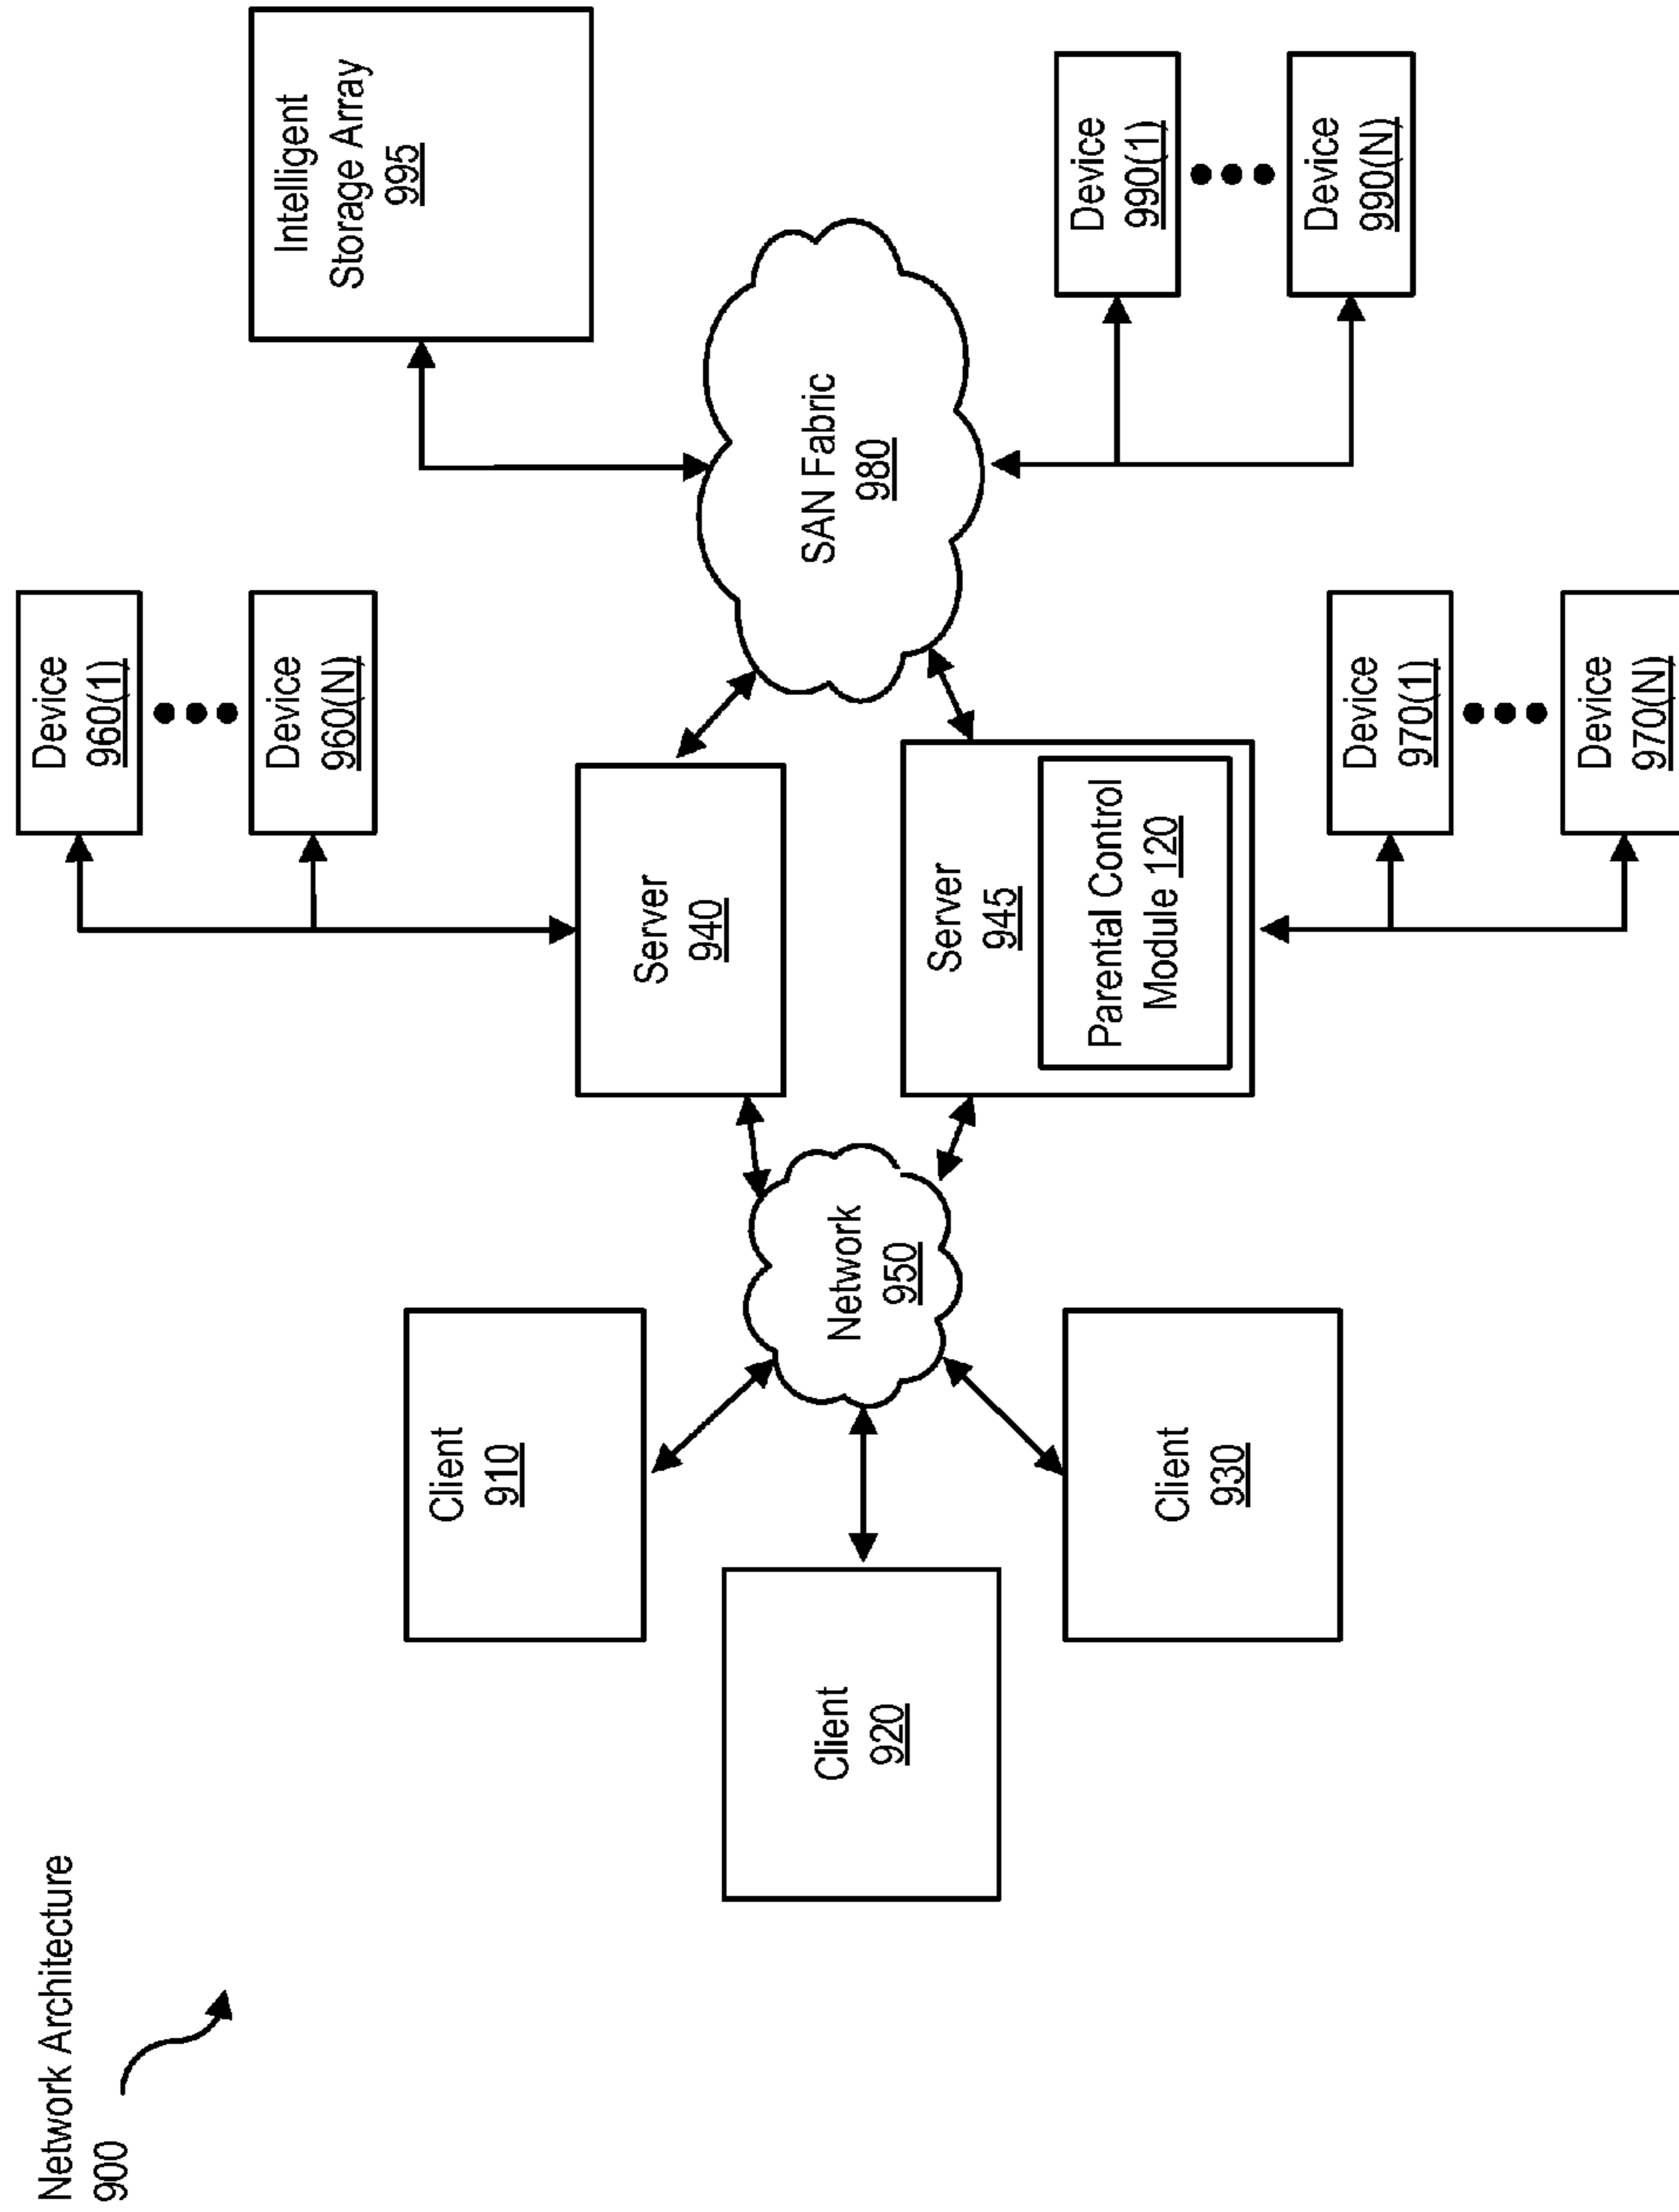 Network Architecture
900
Device
960(1)
Device
960(N)
Intelligent
Storage Array
995
Client
910
Server
940
Client
920
Network
950
SAN Fabric
980
Server
945
Parental Control
Module 120
Client
930
Device
990(1)
Device
990(N)
Device
970(1)
Device
970(N)